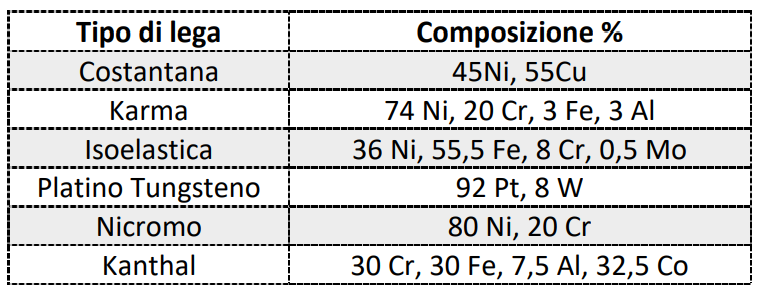 Tipo di lega Composizione %
Costantana 45Ni, 55Cu
Karma 74 Ni, 20 Cr, 3 Fe, 3 Al
Isoelastica 36 Ni, 55,5 Fe, 8 Cr, 0,5 Mo
Platino Tungsteno 92 Pt, 8 W
Nicromo 80 Ni, 20 Cr
Kanthal 30 Cr, 30 Fe, 7,5 Al, 32,5 Co